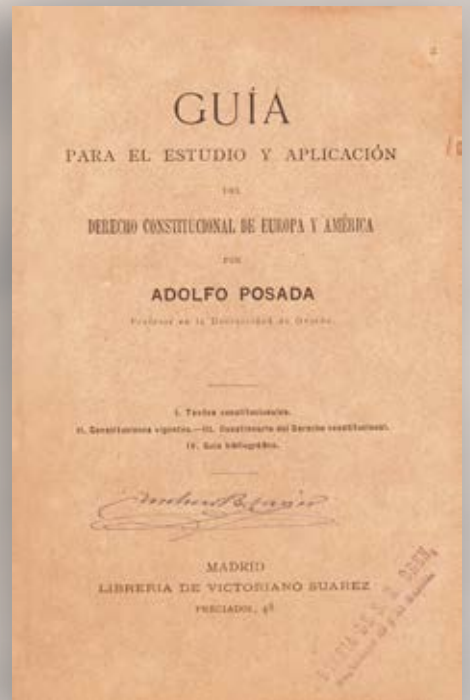 GUÍA
PARA EL ESTUDIO Y APLICACIÓN
DEL
DERECHO CONSTITUCIONAL DE EUROPA Y AMÉRICA
POR
ADOLFO POSADA
Profesor en la Universidad de Oviedo.
I. Textos constitucionales.
II. Constituciones vigentes.—III. Cuestionario del Derecho constitucional.
IV. Guía bibliográfica.
MADRID
LIBRERIA DE VICTORIANO SUAREZ
PRECIADOS, 48